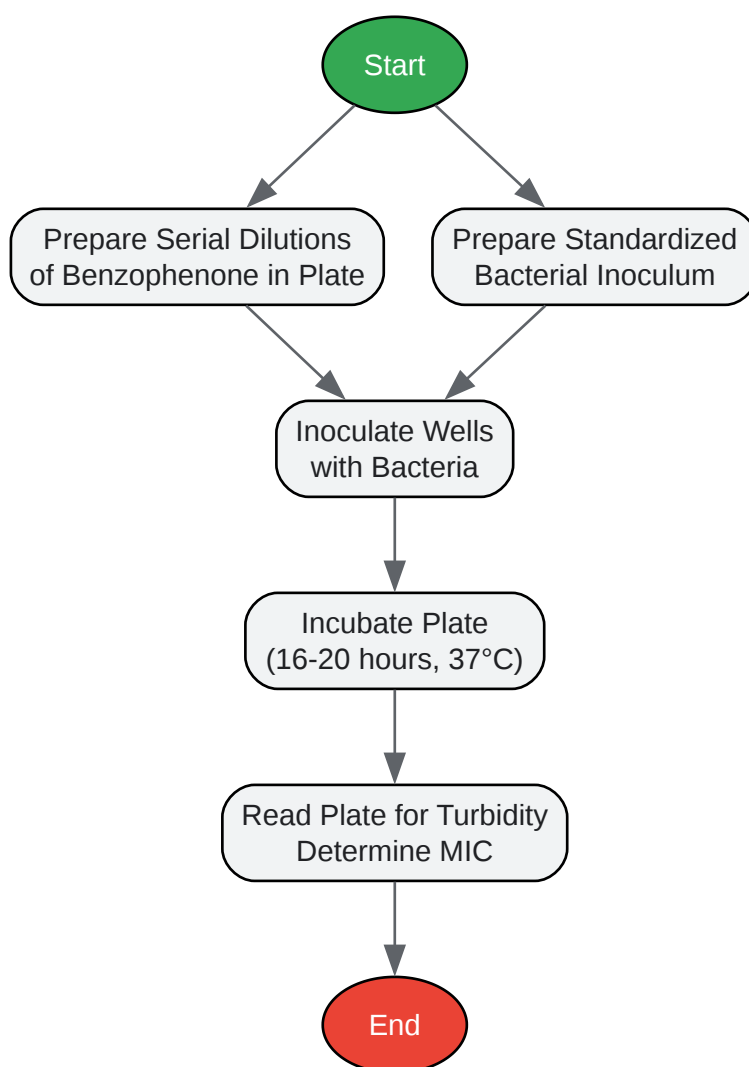 Start
Prepare Serial Dilutions
of Benzophenone in Plate
Prepare Standardized
Bacterial Inoculum
Inoculate Wells
with Bacteria
Incubate Plate
(16-20 hours, 37°C)
Read Plate for Turbidity
Determine MIC
End